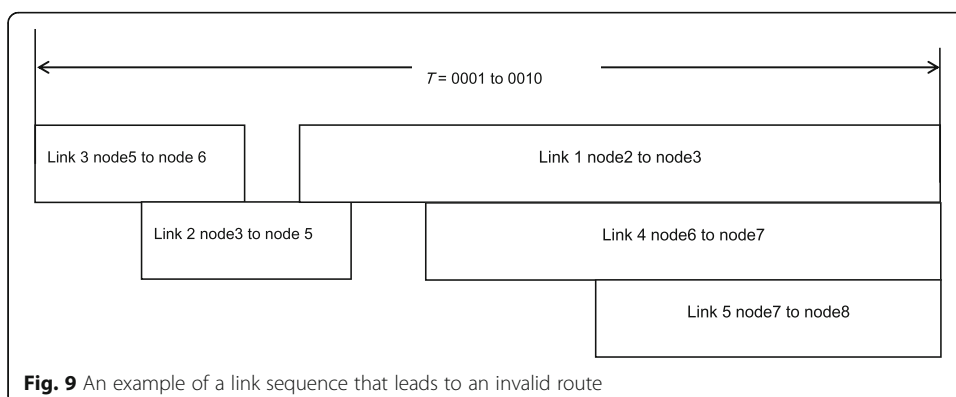 T = 0001 to 0010
Link 3 node5 to node 6
Link 1 node2 to node3
Link 2 node3 to node 5
Link 4 node6 to node7
Link 5 node7 to node8
Fig. 9 An example of a link sequence that leads to an invalid route